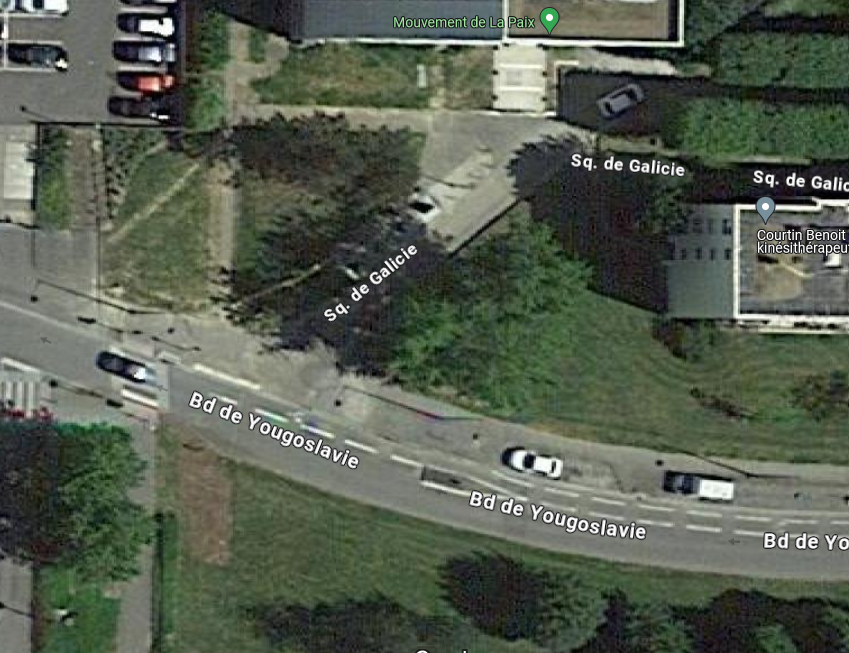 Mouvement de La Paix
Sq. de Galicie
Sq. de Galic
Courtin Benoit
kinésithérapeu
Sq. de Galicie
Bd de Yougoslavie
Bd de Yougoslavie
Bd de Yo